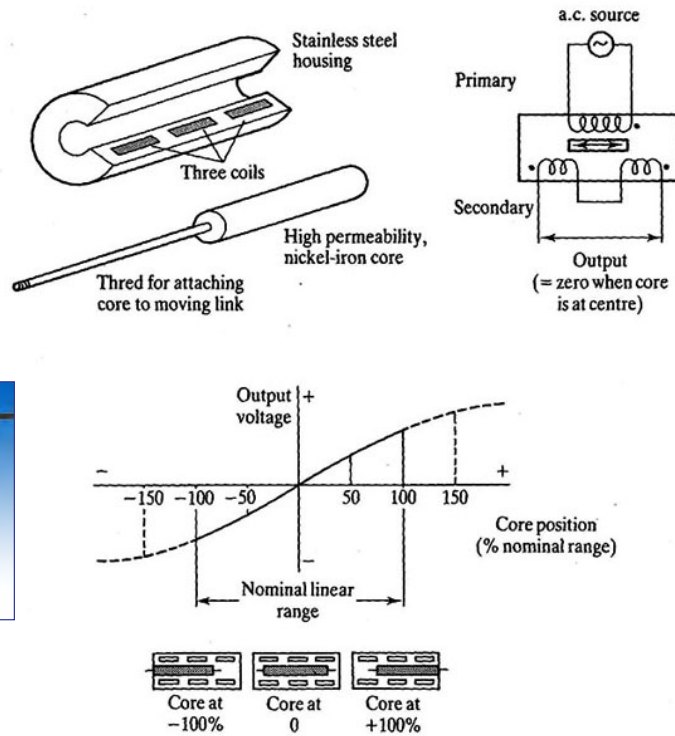 Stainless steel
housing
Three coils
High permeability,
nickel-iron core
Thred for attaching
core to moving link
a.c. source
Primary
Secondary
Output
(= zero when core
is at centre)
Output
voltage
+
−
+
−150 −100 −50 50 100 150
Core position
(% nominal range)
−
Nominal linear
range
Core at
−100%
Core at
0
Core at
+100%